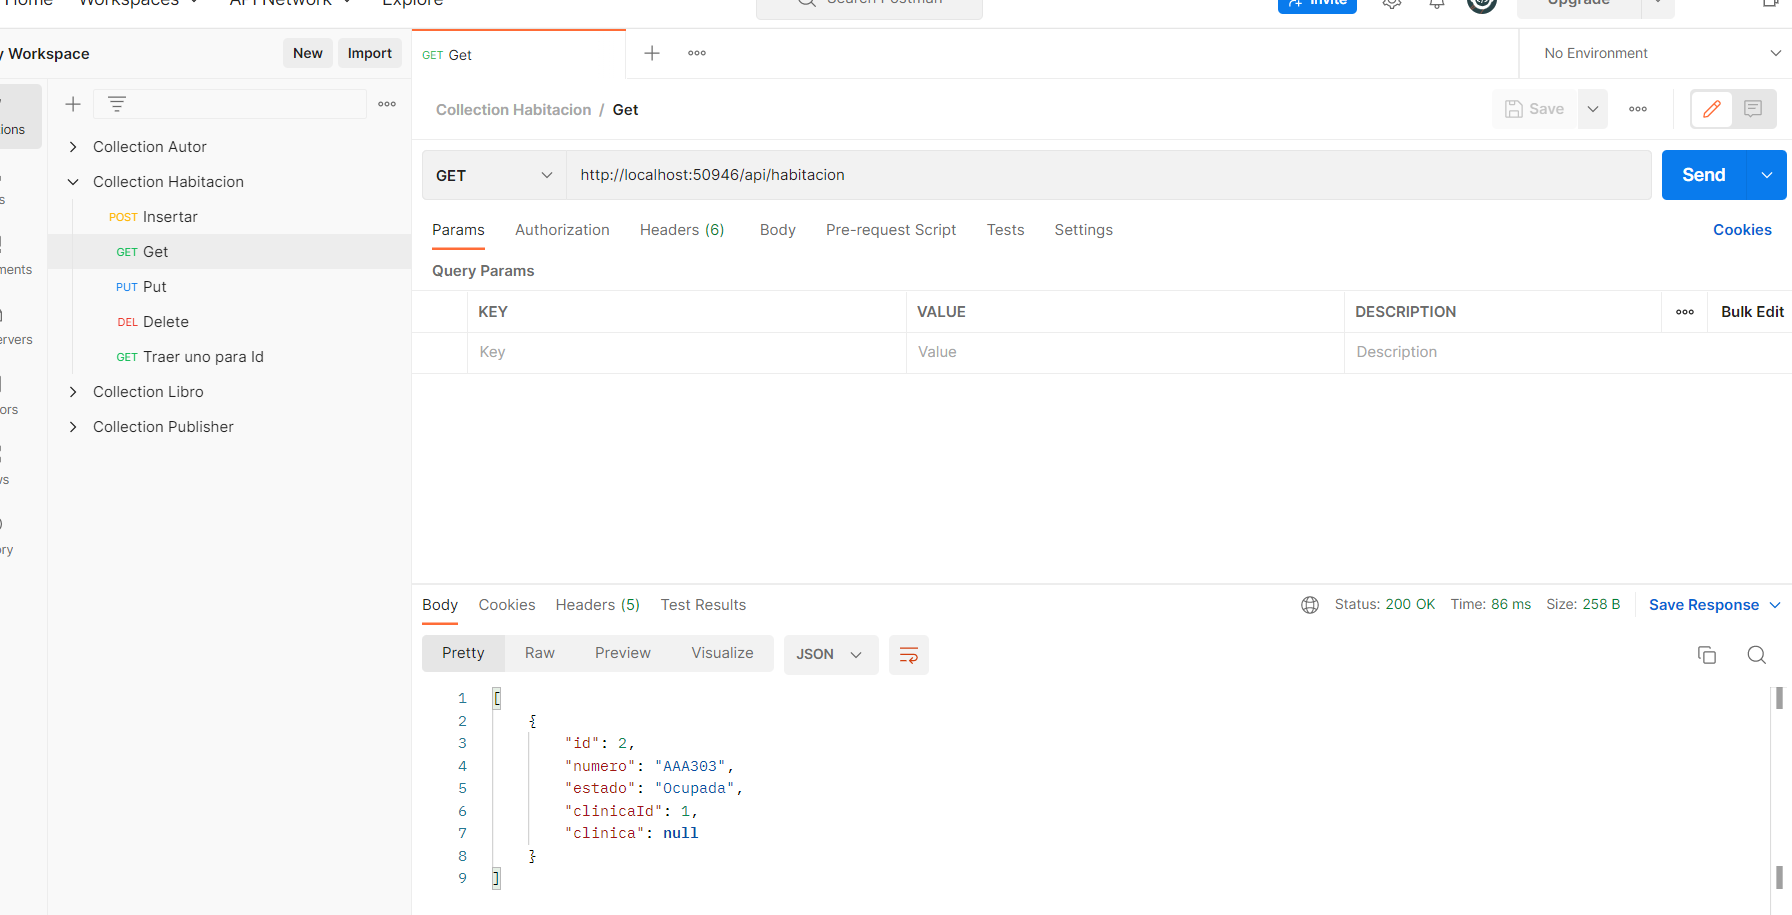 Home Workspaces API Network Explore Search Postman Invite Upgrade
y Workspace New Import GET Get No Environment
Collection Habitacion / Get Save
ions
Collection Autor
GET http://localhost:50946/api/habitacion Send
Collection Habitacion
s
POST Insertar
Params Authorization Headers (6) Body Pre-request Script Tests Settings Cookies
GET Get
ments
Query Params
PUT Put
KEY VALUE DESCRIPTION Bulk Edit
DEL Delete
ervers
Key Value Description
GET Traer uno para Id
Collection Libro
ors
Collection Publisher
ws
ry
Body Cookies Headers (5) Test Results Status: 200 OK Time: 86 ms Size: 258 B Save Response
Pretty Raw Preview Visualize JSON
1 [
2 {
3 "id": 2,
4 "numero": "AAA303",
5 "estado": "Ocupada",
6 "clinicaId": 1,
7 "clinica": null
8 }
9 ]